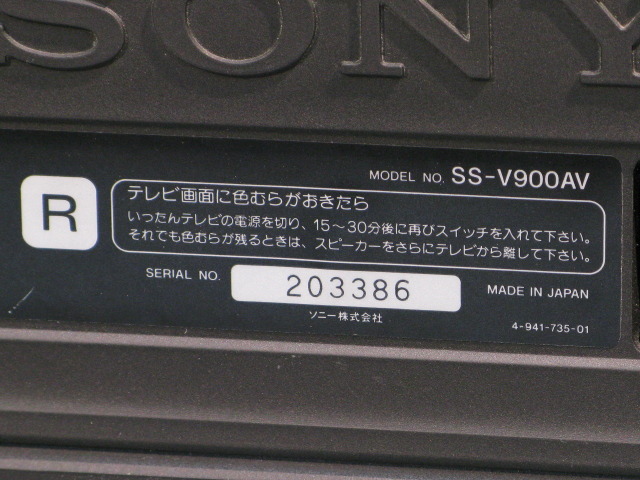 SONY
MODEL NO. SS-V900AV
R
テレビ画面に色むらがおきたら
いったんテレビの電源を切り、15〜30分後に再びスイッチを入れて下さい。
それでも色むらが残るときは、スピーカーをさらにテレビから離して下さい。
SERIAL NO. 203386
MADE IN JAPAN
ソニー株式会社
4-941-735-01